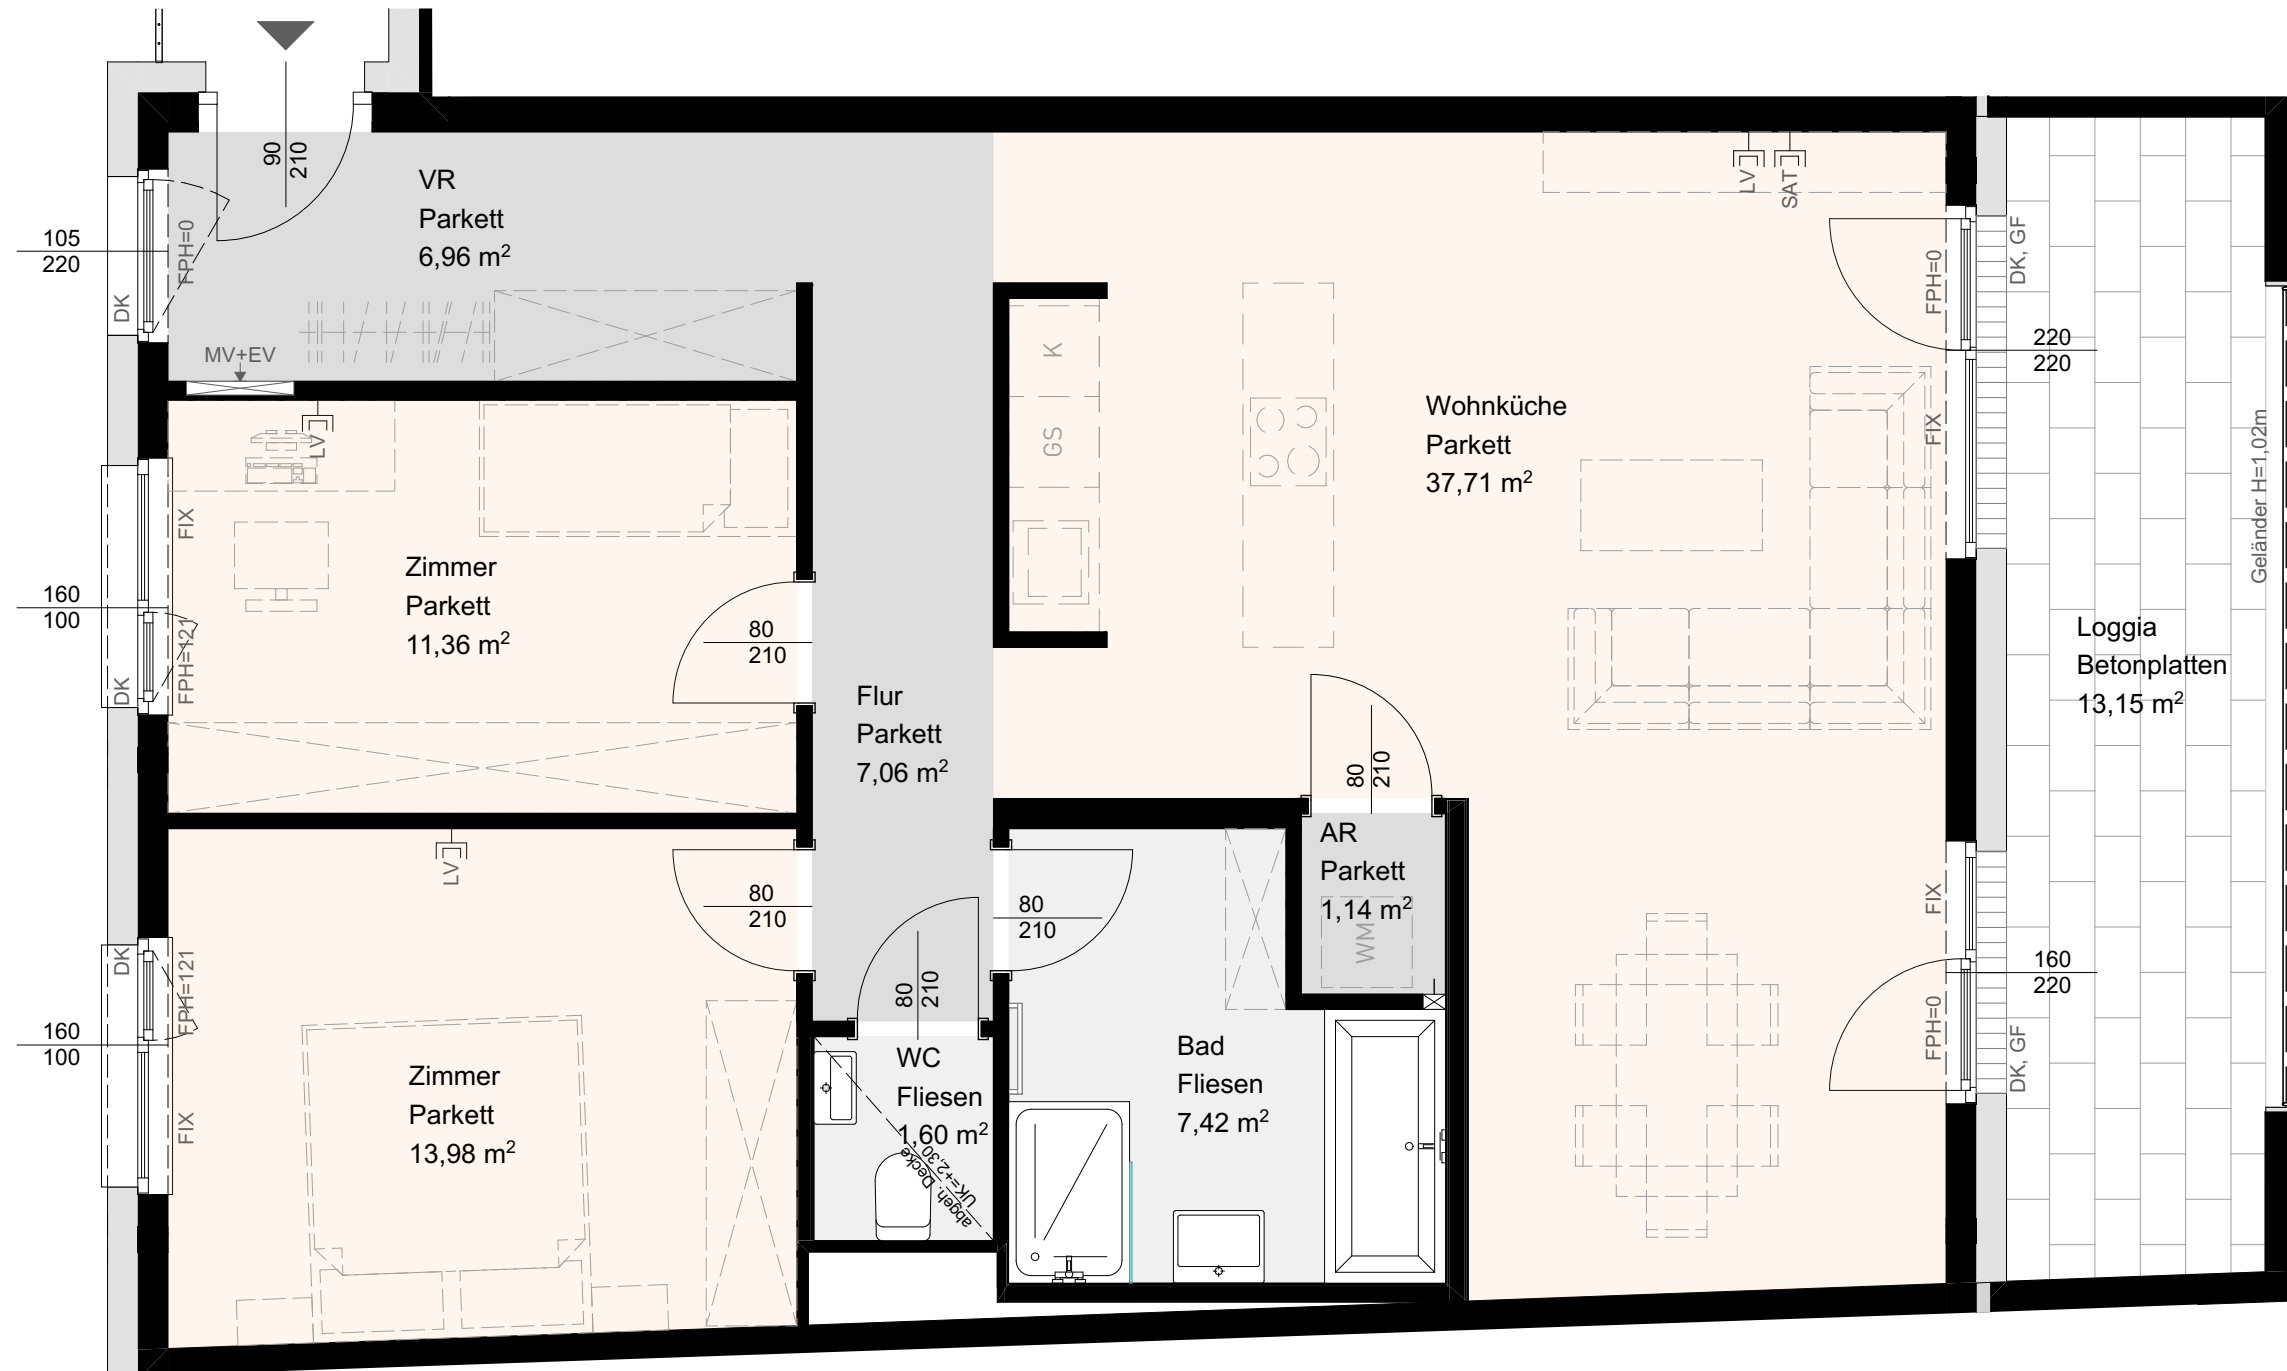 90
210
VR
Parkett
6,96 m²
105
220
DK
FPH=0
MV+EV
LV
SAT
FPH=0
DK, GF
220
220
K
GS
Wohnküche
Parkett
37,71 m²
FIX
Geländer H=1,02m
LV
FIX
Zimmer
Parkett
11,36 m²
160
100
DK
FPH=121
80
210
Flur
Parkett
7,06 m²
Loggia
Betonplatten
13,15 m²
80
210
AR
Parkett
1,14 m²
WM
LV
80
210
80
210
80
210
FIX
160
220
FPH=0
DK, GF
DK
FPH=121
160
100
FIX
Zimmer
Parkett
13,98 m²
WC
Fliesen
1,60 m²
abgeh. Decke
UK=+2,30
Bad
Fliesen
7,42 m²